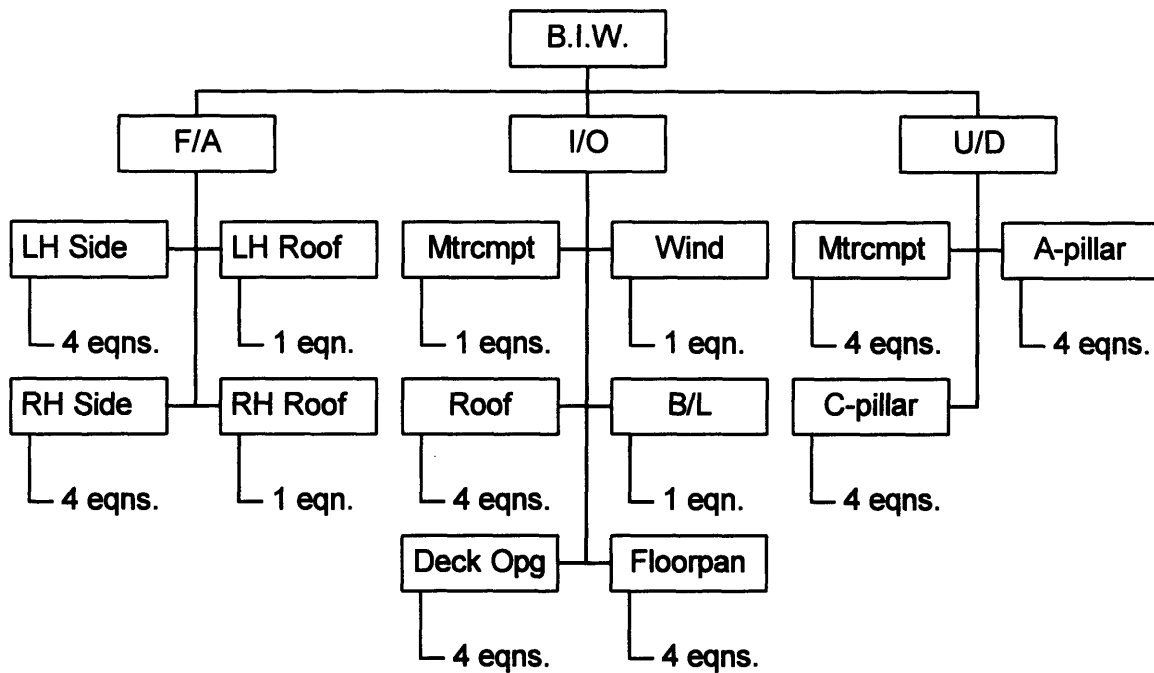 B.I.W.
F/A
I/O
U/D
LH Side
LH Roof
Mtrcmpt
Wind
Mtrcmpt
A-pillar
4 eqns.
1 eqn.
1 eqns.
1 eqn.
4 eqns.
4 eqns.
RH Side
RH Roof
Roof
B/L
C-pillar
4 eqns.
1 eqn.
4 eqns.
1 eqn.
4 eqns.
Deck Opg
Floorpan
4 eqns.
4 eqns.